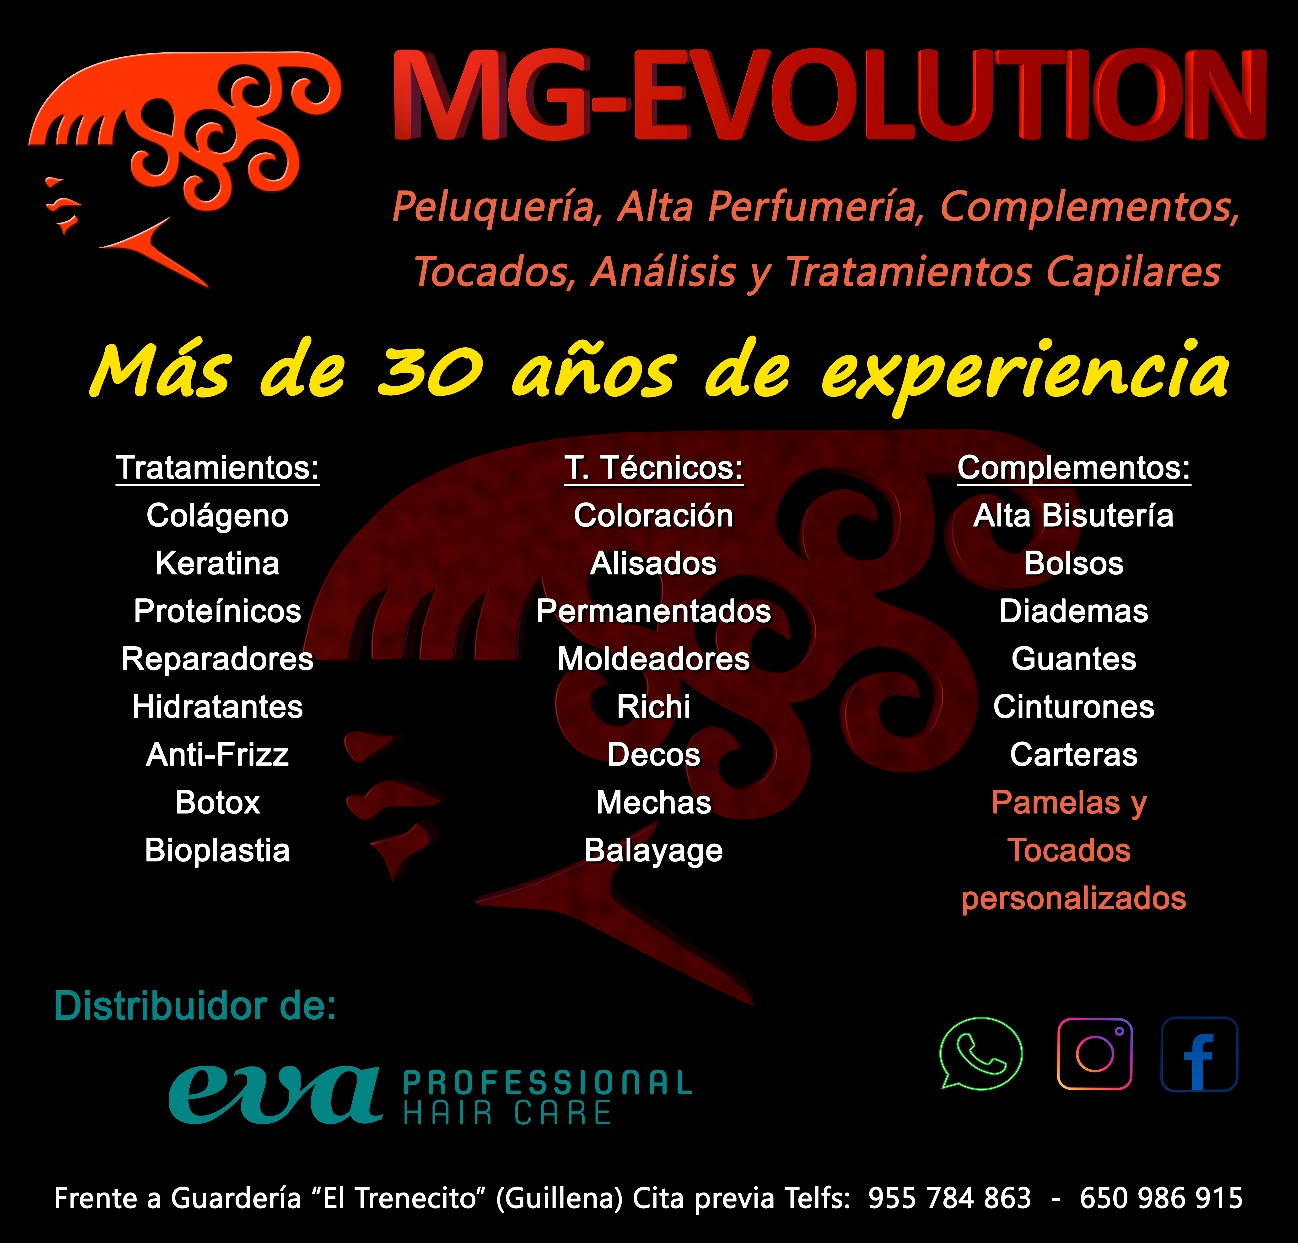 MG-EVOLUTION
Peluquería, Alta Perfumería, Complementos,
Tocados, Análisis y Tratamientos Capilares
Más de 30 años de experiencia
Tratamientos:
Colágeno
Keratina
Proteínicos
Reparadores
Hidratantes
Anti-Frizz
Botox
Bioplastia
T. Técnicos:
Coloración
Alisados
Permanentados
Moldeadores
Richi
Decos
Mechas
Balayage
Complementos:
Alta Bisutería
Bolsos
Diademas
Guantes
Cinturones
Carteras
Pamelas y
Tocados
personalizados
Distribuidor de:
eva PROFESSIONAL
HAIR CARE
Frente a Guardería “El Trenecito” (Guillena) Cita previa Telfs: 955 784 863 - 650 986 915